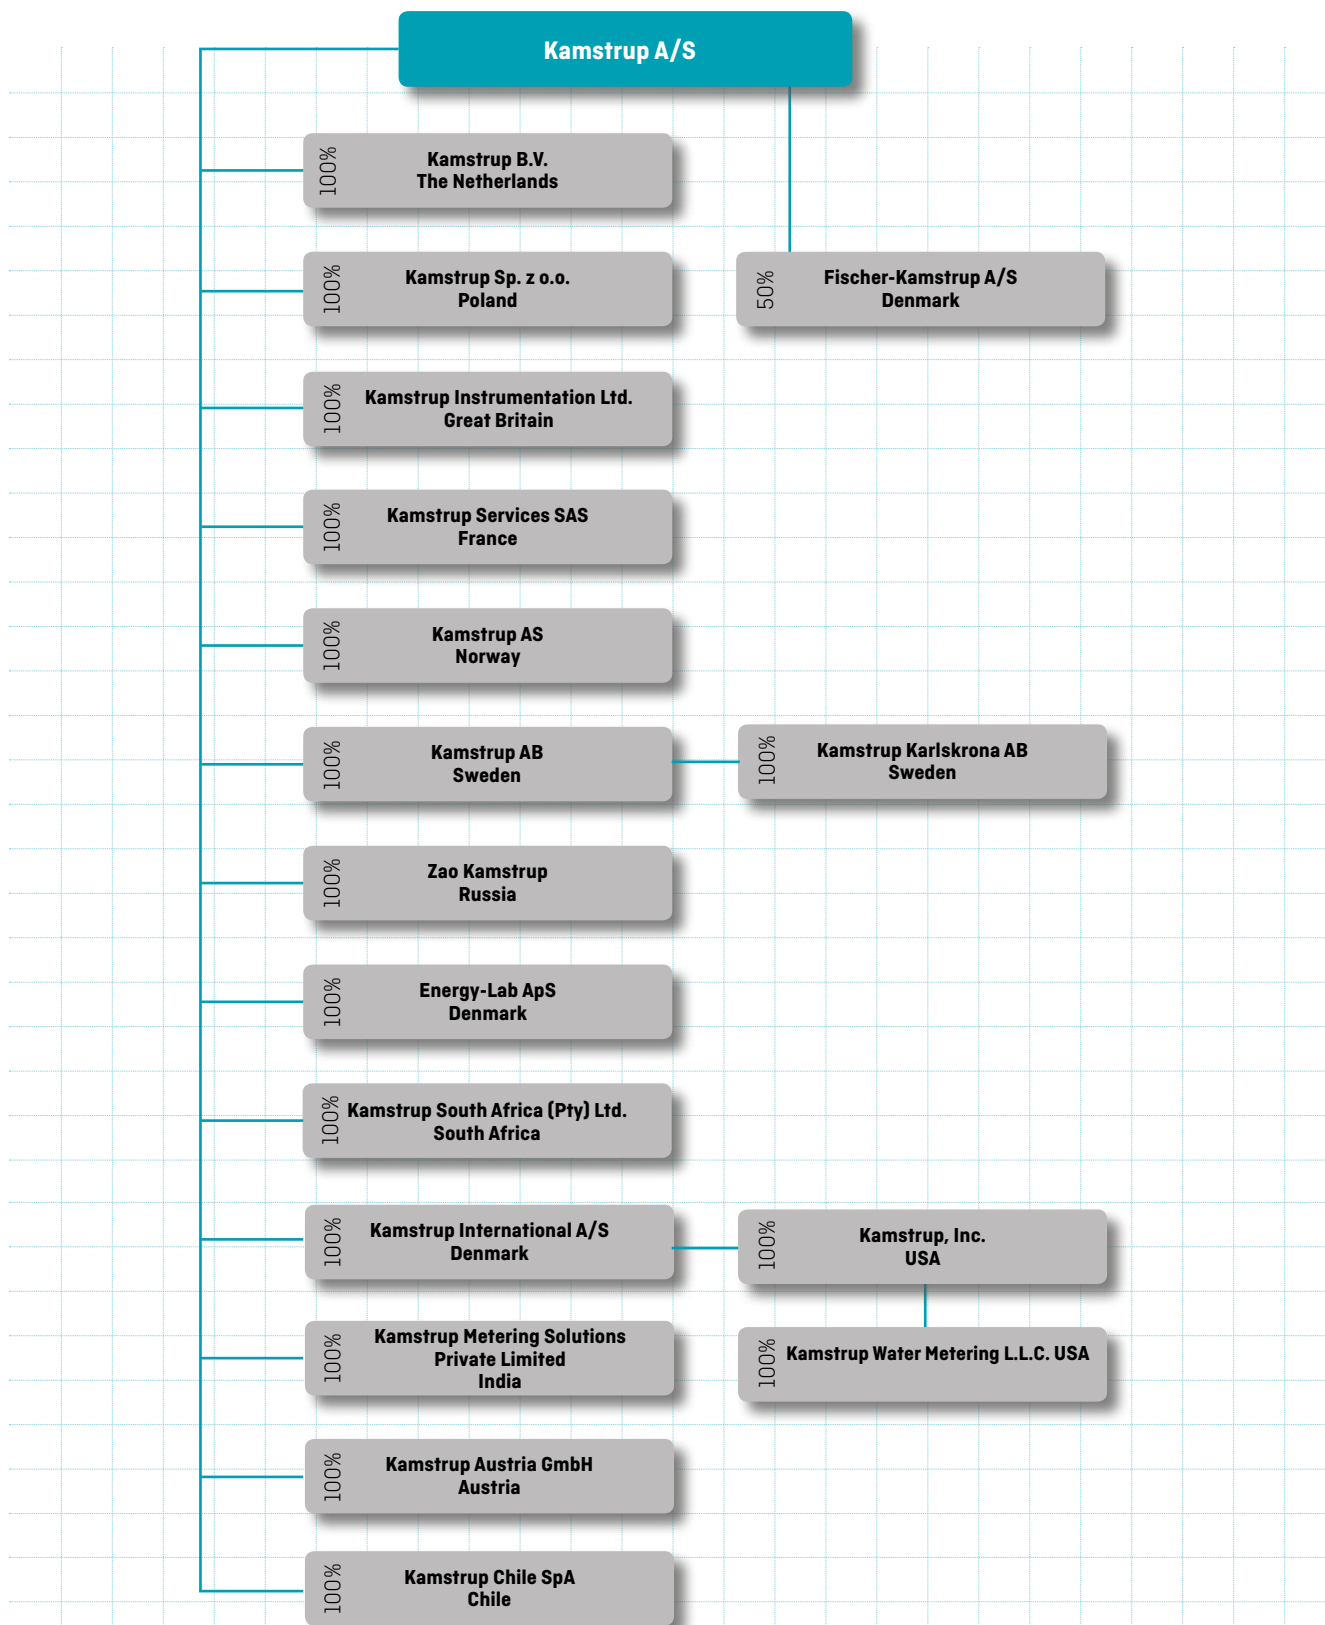 Kamstrup A/S
100%
Kamstrup B.V.
The Netherlands
100%
Kamstrup Sp. z o.o.
Poland
50%
Fischer-Kamstrup A/S
Denmark
100%
Kamstrup Instrumentation Ltd.
Great Britain
100%
Kamstrup Services SAS
France
100%
Kamstrup AS
Norway
100%
Kamstrup AB
Sweden
100%
Kamstrup Karlskrona AB
Sweden
100%
Zao Kamstrup
Russia
100%
Energy-Lab ApS
Denmark
100%
Kamstrup South Africa (Pty) Ltd.
South Africa
100%
Kamstrup International A/S
Denmark
100%
Kamstrup, Inc.
USA
100%
Kamstrup Metering Solutions
Private Limited
India
100%
Kamstrup Water Metering L.L.C. USA
100%
Kamstrup Austria GmbH
Austria
100%
Kamstrup Chile SpA
Chile